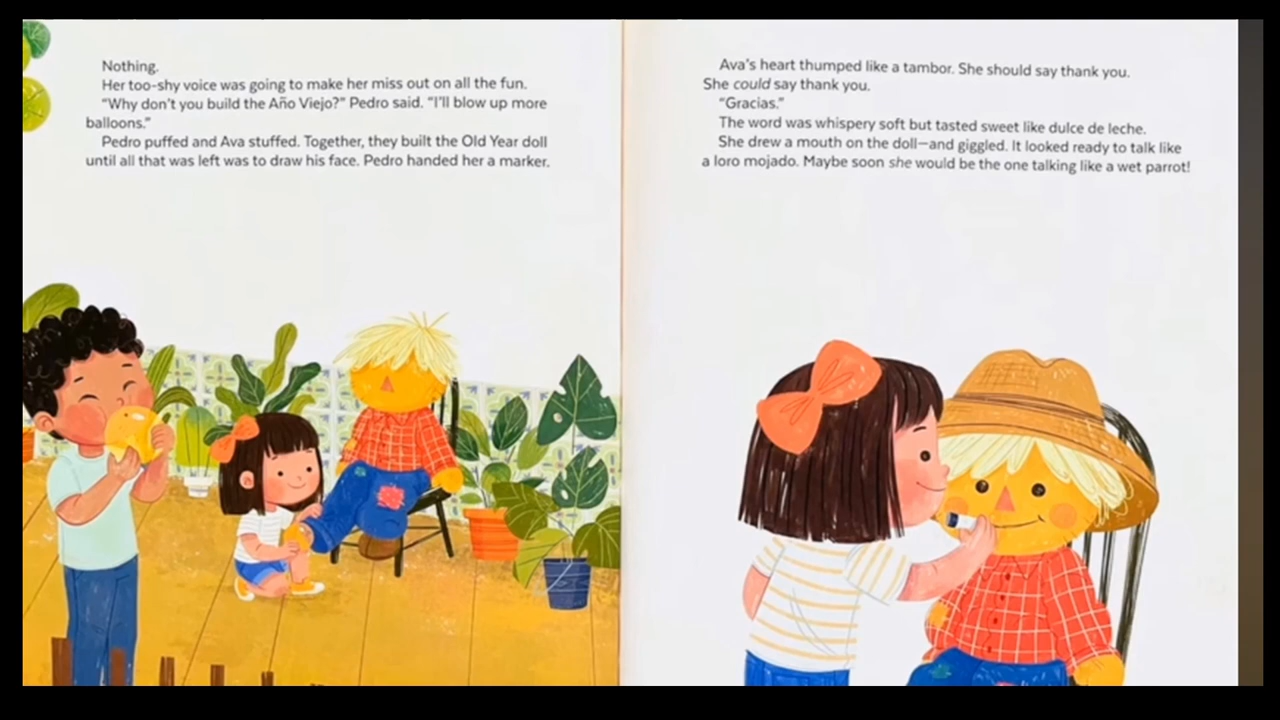 Nothing.
Her too-shy voice was going to make her miss out on all the fun.
“Why don’t you build the Año Viejo?” Pedro said. “I’ll blow up more
balloons.”
Pedro puffed and Ava stuffed. Together, they built the Old Year doll
until all that was left was to draw his face. Pedro handed her a marker.
Ava’s heart thumped like a tambor. She should say thank you.
She could say thank you.
“Gracias.”
The word was whispery soft but tasted sweet like dulce de leche.
She drew a mouth on the doll—and giggled. It looked ready to talk like
a loro mojado. Maybe soon she would be the one talking like a wet parrot!